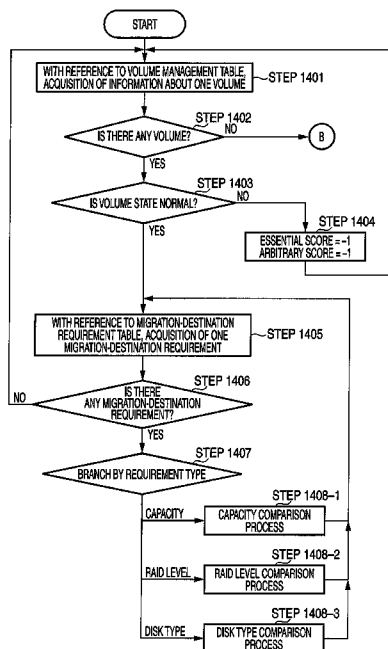 START
WITH REFERENCE TO VOLUME MANAGEMENT TABLE,
ACQUISITION OF INFORMATION ABOUT ONE VOLUME
STEP 1401
STEP 1402
IS THERE ANY VOLUME?
NO
B
YES
STEP 1403
IS VOLUME STATE NORMAL?
NO
STEP 1404
YES
ESSENTIAL SCORE = -1
ARBITRARY SCORE = -1
WITH REFERENCE TO MIGRATION-DESTINATION
REQUIREMENT TABLE, ACQUISITION OF ONE
MIGRATION-DESTINATION REQUIREMENT
STEP 1405
STEP 1406
NO
IS THERE
ANY MIGRATION-DESTINATION
REQUIREMENT?
YES
STEP 1407
BRANCH BY REQUIREMENT TYPE
STEP 1408-1
CAPACITY
CAPACITY COMPARISON
PROCESS
STEP 1408-2
RAID LEVEL
RAID LEVEL COMPARISON
PROCESS
STEP 1408-3
DISK TYPE
DISK TYPE COMPARISON
PROCESS